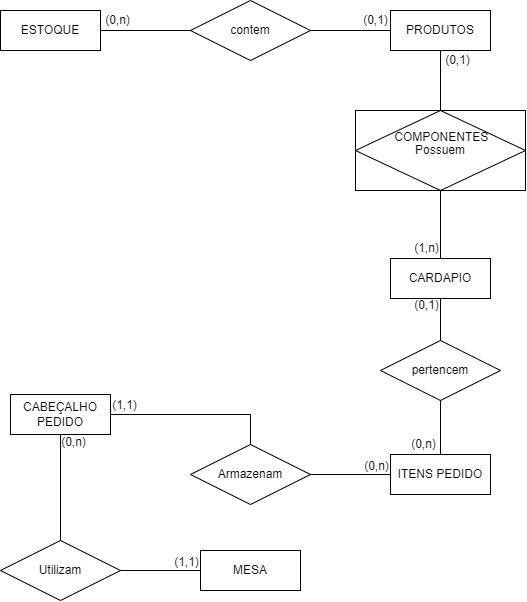 ESTOQUE
(0,n)
contem
(0,1)
PRODUTOS
(0,1)
COMPONENTES
Possuem
(1,n)
CARDAPIO
(0,1)
pertencem
(0,n)
ITENS PEDIDO
CABEÇALHO
PEDIDO
(1,1)
(0,n)
Armazenam
(0,n)
Utilizam
(1,1)
MESA